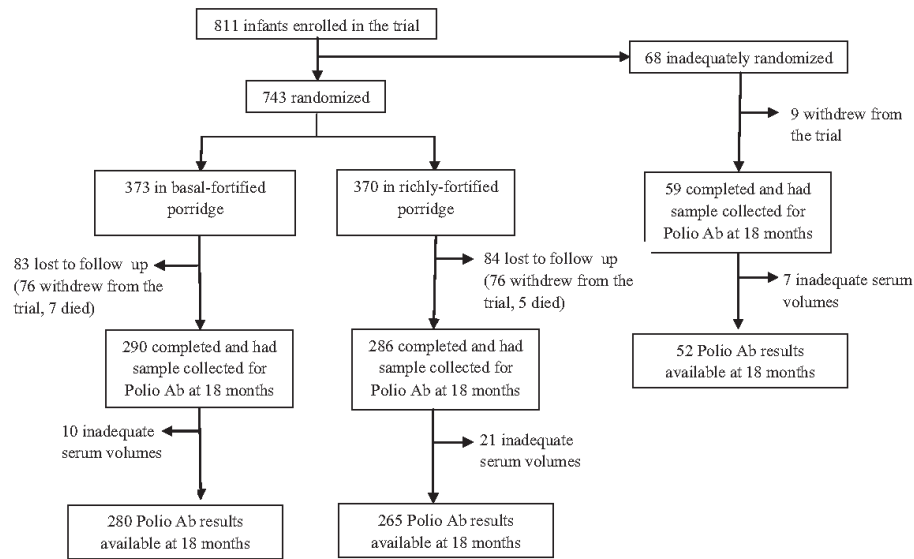 811 infants enrolled in the trial
68 inadequately randomized
743 randomized
9 withdrew from
the trial
373 in basal-fortified
porridge
370 in richly-fortified
porridge
59 completed and had
sample collected for
Polio Ab at 18 months
83 lost to follow up
(76 withdrew from the
trial, 7 died)
84 lost to follow up
(76 withdrew from the
trial, 5 died)
7 inadequate serum
volumes
290 completed and had
sample collected for
Polio Ab at 18 months
286 completed and had
sample collected for
Polio Ab at 18 months
52 Polio Ab results
available at 18 months
10 inadequate
serum volumes
21 inadequate
serum volumes
280 Polio Ab results
available at 18 months
265 Polio Ab results
available at 18 months